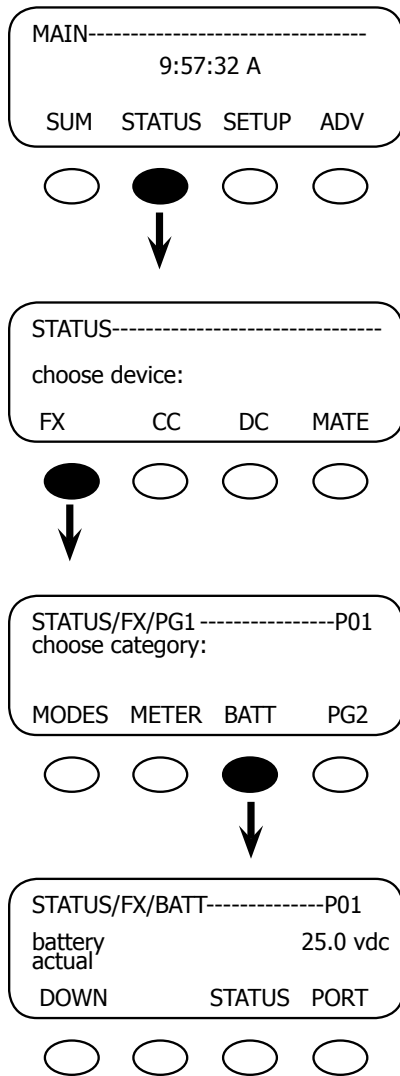 MAIN---------------------------------
9:57:32 A
SUM STATUS SETUP ADV
STATUS--------------------------------
choose device:
FX CC DC MATE
STATUS/FX/PG1 ----------------P01
choose category:
MODES METER BATT PG2
STATUS/FX/BATT--------------P01
battery 25.0 vdc
actual
DOWN STATUS PORT